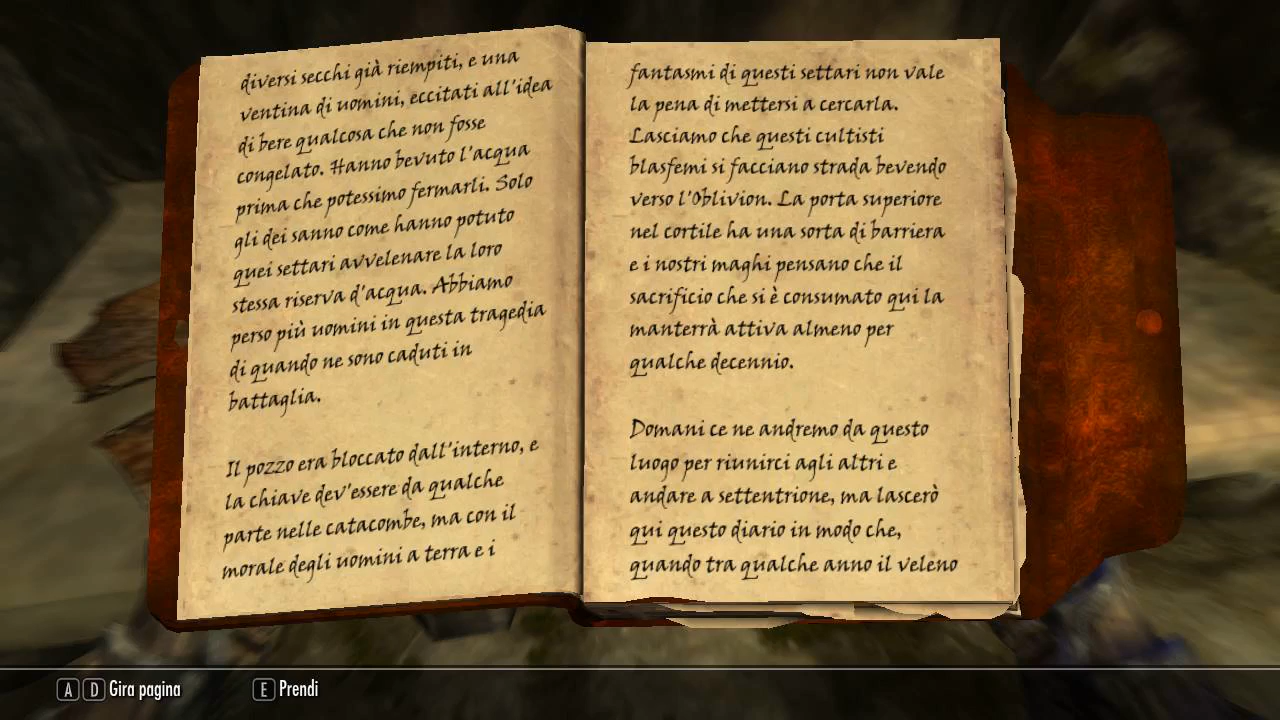 diversi secchi già riempiti, e una
ventina di uomini, eccitati all'idea
di bere qualcosa che non fosse
congelato. Hanno bevuto l'acqua
prima che potessimo fermarli. Solo
gli dei sanno come hanno potuto
quei settari avvelenare la loro
stessa riserva d'acqua. Abbiamo
perso più uomini in questa tragedia
di quando ne sono caduti in
battaglia.
Il pozzo era bloccato dall'interno, e
la chiave dev'essere da qualche
parte nelle catacombe, ma con il
morale degli uomini a terra e i
fantasmi di questi settari non vale
la pena di mettersi a cercarla.
Lasciamo che questi cultisti
blasfemi si facciano strada bevendo
verso l'Oblivion. La porta superiore
nel cortile ha una sorta di barriera
e i nostri maghi pensano che il
sacrificio che si è consumato qui la
manterrà attiva almeno per
qualche decennio.
Domani ce ne andremo da questo
luogo per riunirci agli altri e
andare a settentrione, ma lascerò
qui questo diario in modo che,
quando tra qualche anno il veleno
A D Gira pagina E Prendi